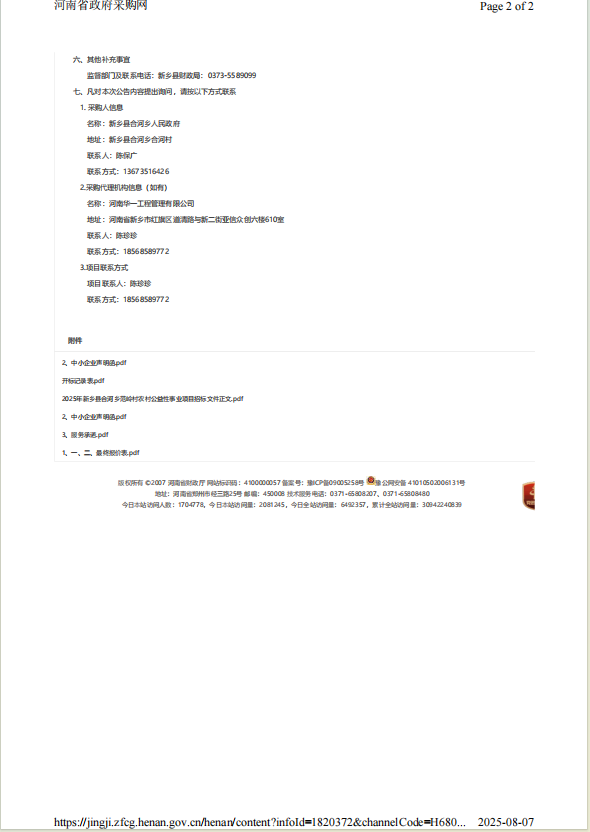 河南省政府采购网
Page 2 of 2
六、其他补充事宜
监督部门及联系电话：新乡县财政局：0373-5589099
七、凡对本次公告内容提出询问，请按以下方式联系
1. 采购人信息
名称：新乡县合河乡人民政府
地址：新乡县合河乡合河村
联系人：陈保广
联系方式：13673516426
2.采购代理机构信息（如有）
名称：河南华一工程管理有限公司
地址：河南省新乡市红旗区道清路与新二街亚信众创六楼610室
联系人：陈珍珍
联系方式：18568589772
3.项目联系方式
项目联系人：陈珍珍
联系方式：18568589772
附件
2、中小企业声明函.pdf
开标记录表.pdf
2025年新乡县合河乡范岭村农村公益性事业项目招标文件正文.pdf
2、中小企业声明函.pdf
3、服务承诺.pdf
1、一、二、最终报价表.pdf
版权所有 ©2007 河南省财政厅 网站标识码：4100000057 备案号：豫ICP备09005258号 豫公网安备 41010502006131号
地址：河南省郑州市经三路25号 邮编：450008 技术服务电话：0371-65808207、0371-65808480
今日本站访问人数：1704778，今日本站访问量：2081245，今日全站访问量：6492357，累计全站访问量：30942240839
https://jingji.zfcg.henan.gov.cn/henan/content?infoId=1820372&channelCode=H680...
2025-08-07